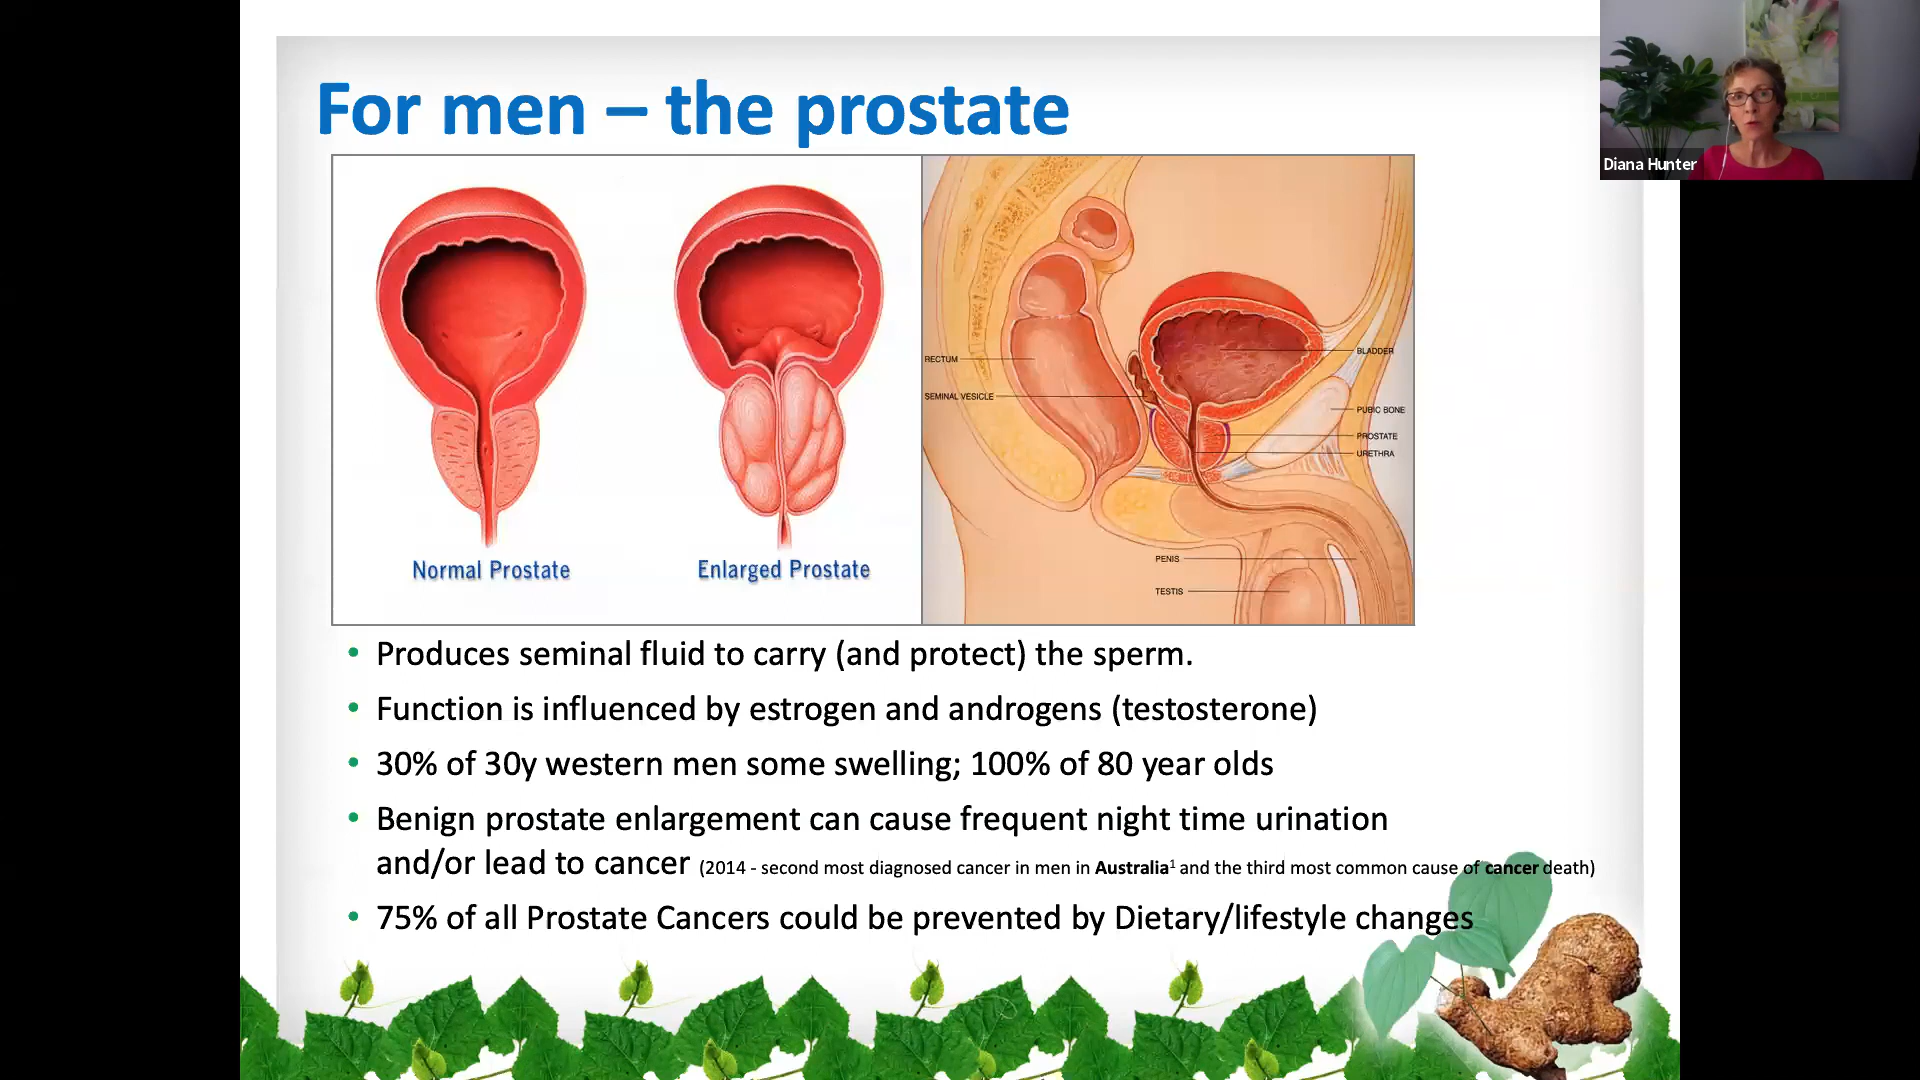 For men – the prostate
Diana Hunter
Normal Prostate
Enlarged Prostate
RECTUM
SEMINAL VESICLE
BLADDER
PUBIC BONE
PROSTATE
URETHRA
PENIS
TESTIS
• Produces seminal fluid to carry (and protect) the sperm.
• Function is influenced by estrogen and androgens (testosterone)
• 30% of 30y western men some swelling; 100% of 80 year olds
• Benign prostate enlargement can cause frequent night time urination
and/or lead to cancer (2014 - second most diagnosed cancer in men in Australia¹ and the third most common cause of cancer death)
• 75% of all Prostate Cancers could be prevented by Dietary/lifestyle changes